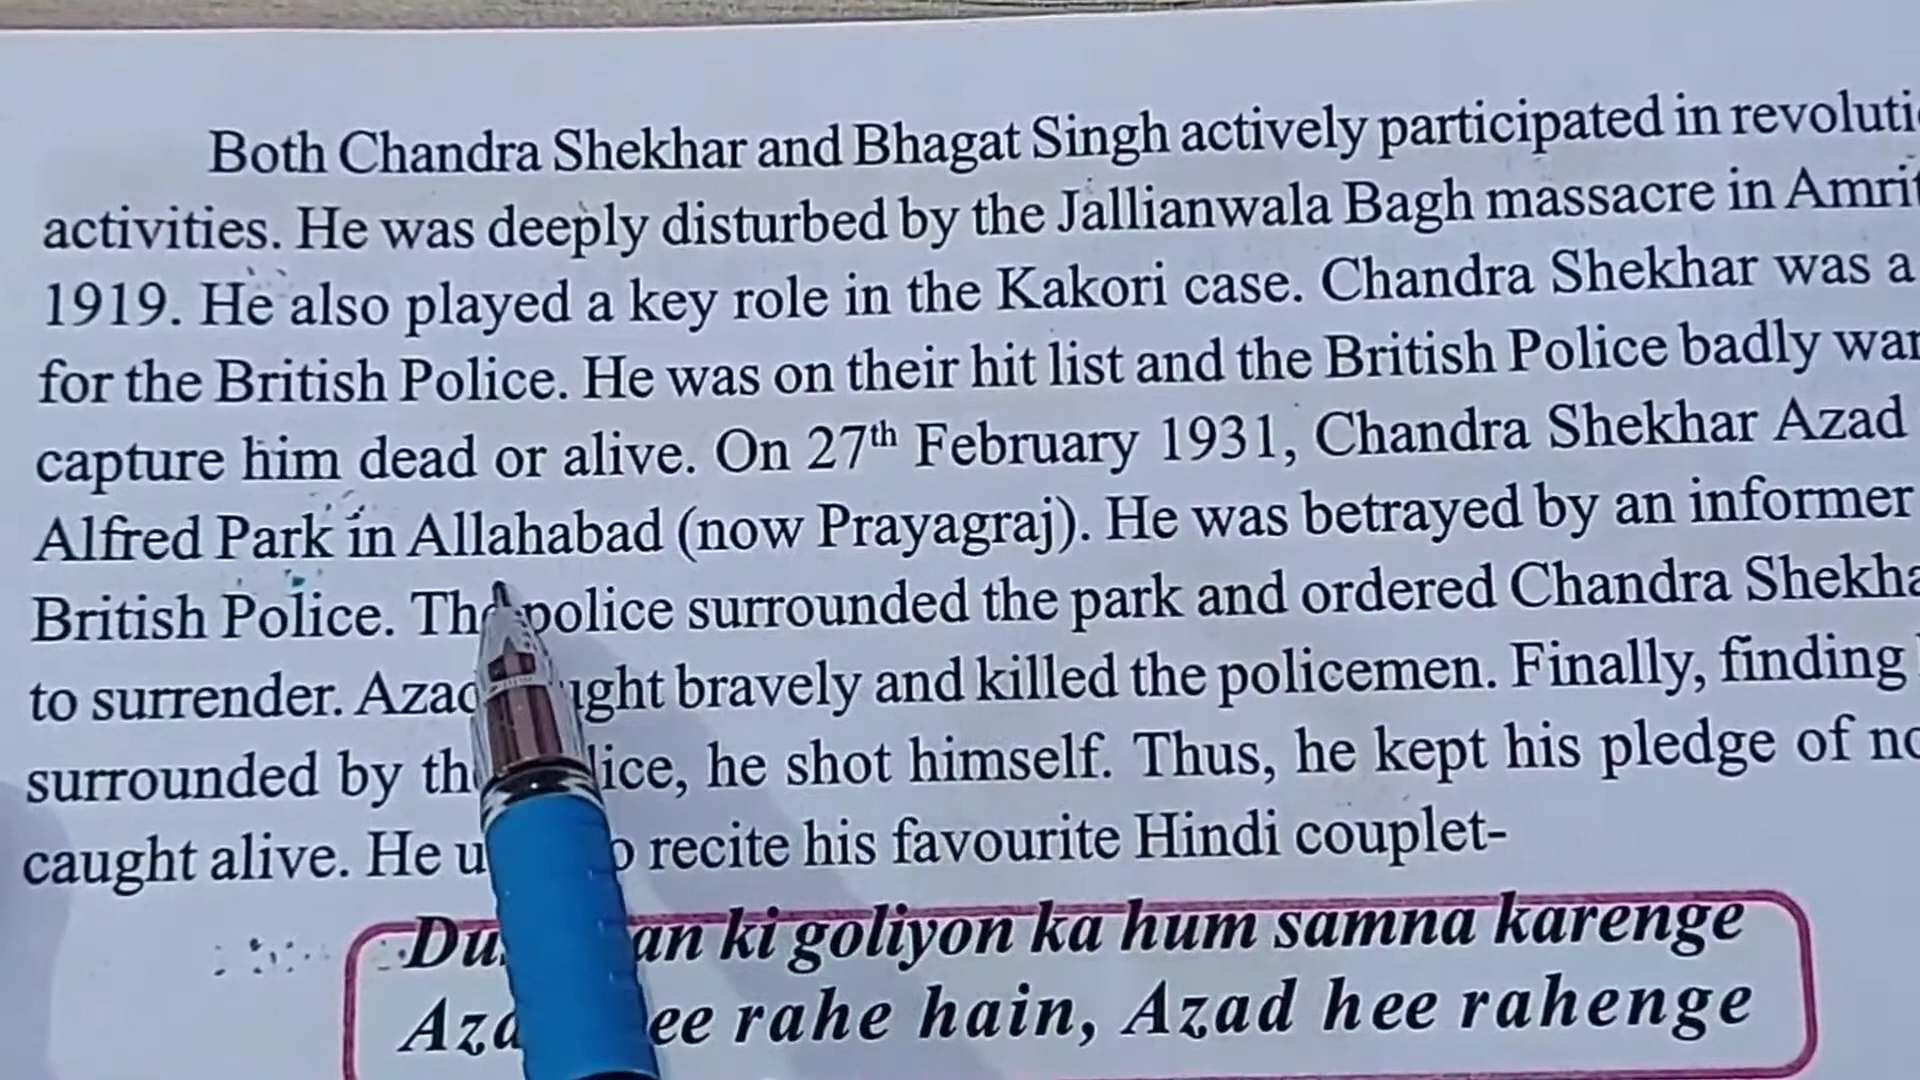 Both Chandra Shekhar and Bhagat Singh actively participated in
activities. He was deeply disturbed by the Jallianwala Bagh massacre in
1919. He also played a key role in the Kakori case. Chandra Shekhar was a
for the British Police. He was on their hit list and the British Police badly
capture him dead or alive. On 27th February 1931, Chandra Shekhar Azad
Alfred Park in Allahabad (now Prayagraj). He was betrayed by an informer
British Police. The police surrounded the park and ordered Chandra
to surrender. Azad bravely and killed the policemen. Finally, finding
surrounded by he shot himself. Thus, he kept his pledge of
caught alive. He recite his favourite Hindi couplet-
ki goliyon ka hum samna karenge
rahe hain, Azad hee rahenge